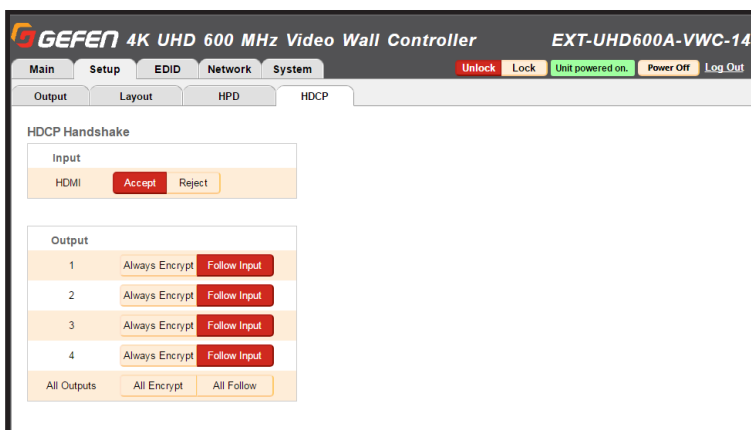 GEFEN 4K UHD 600 MHz Video Wall Controller EXT-UHD600A-VWC-14
Main Setup EDID Network System Unlock Lock Unit powered on. Power Off Log Out
Output Layout HPD HDCP
HDCP Handshake
Input
HDMI Accept Reject
Output
1 Always Encrypt Follow Input
2 Always Encrypt Follow Input
3 Always Encrypt Follow Input
4 Always Encrypt Follow Input
All Outputs All Encrypt All Follow